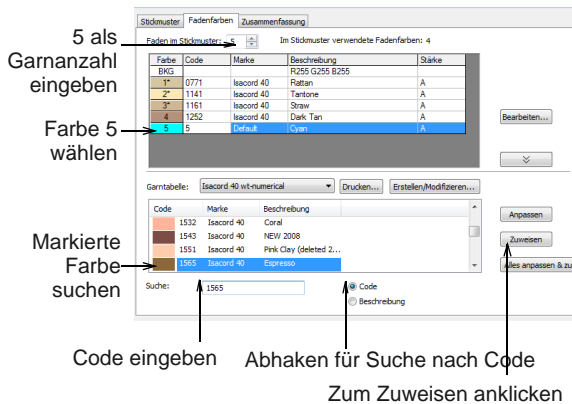 Stickmuster Fadenfarben Zusammenfassung
5 als
Garnanzahl
eingeben
Faden im Stickmuster: 5 Im Stickmuster verwendete Fadenfarben: 4
Farbe Code Marke Beschreibung Stärke
BKG R255 G255 B255
1* 0771 Isacord 40 Rattan A
2* 1141 Isacord 40 Tantone A
3* 1161 Isacord 40 Straw A
4 1252 Isacord 40 Dark Tan A
5 5 Default Cyan A
Bearbeiten...
Farbe 5
wählen
Garntabelle: Isacord 40 wt-numerical Drucken... Erstellen/Modifizieren...
Code Marke Beschreibung
1532 Isacord 40 Coral
1543 Isacord 40 NEW 2008
1551 Isacord 40 Pink Clay (deleted 2...
1565 Isacord 40 Espresso
Anpassen
Zuweisen
Alles anpassen & zu
Markierte
Farbe
suchen
Suche: 1565 Code
Beschreibung
Code eingeben Abhaken für Suche nach Code
Zum Zuweisen anklicken